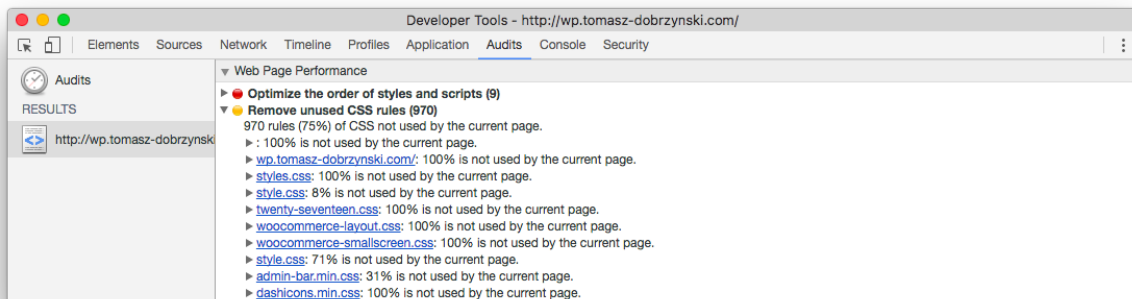 Developer Tools - http://wp.tomasz-dobrzynski.com/
Elements Sources Network Timeline Profiles Application Audits Console Security
Audits
RESULTS
http://wp.tomasz-dobrzynski
Web Page Performance
Optimize the order of styles and scripts (9)
Remove unused CSS rules (970)
970 rules (75%) of CSS not used by the current page.
: 100% is not used by the current page.
wp.tomasz-dobrzynski.com/: 100% is not used by the current page.
styles.css: 100% is not used by the current page.
style.css: 8% is not used by the current page.
twenty-seventeen.css: 100% is not used by the current page.
woocommerce-layout.css: 100% is not used by the current page.
woocommerce-smallscreen.css: 100% is not used by the current page.
style.css: 71% is not used by the current page.
admin-bar.min.css: 31% is not used by the current page.
dashicons.min.css: 100% is not used by the current page.